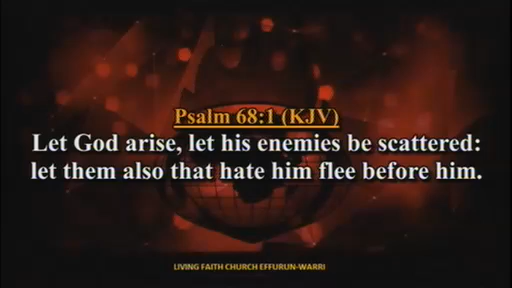 Psalm 68:1 (KJV)
Let God arise, let his enemies be scattered:
let them also that hate him flee before him.
LIVING FAITH CHURCH EFFURUN-WARRI